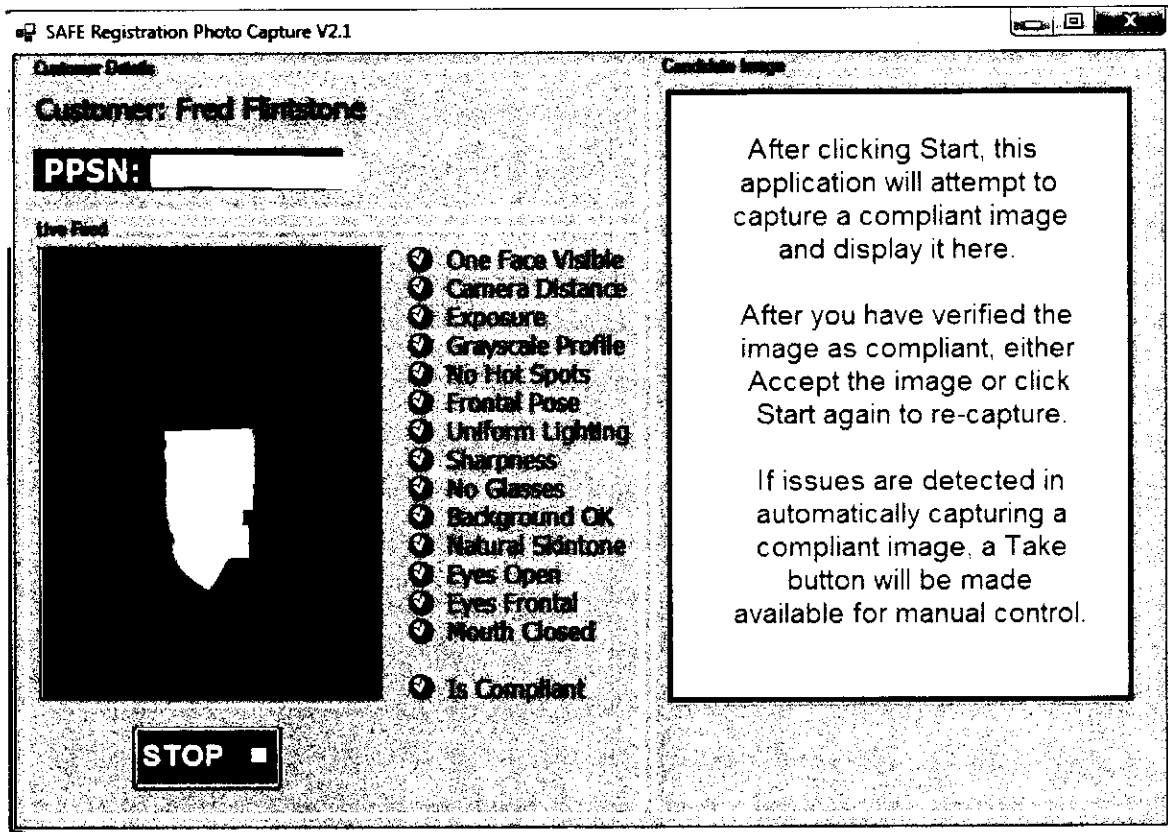 SAFE Registration Photo Capture V2.1
Customer Details
Customer: Fred Flintstone
PPSN:
Live Feed
One Face Visible
Camera Distance
Exposure
Grayscale Profile
No Hot Spots
Frontal Pose
Uniform Lighting
Sharpness
No Glasses
Background OK
Natural Skintone
Eyes Open
Eyes Frontal
Mouth Closed
Is Compliant
STOP
Candidate Image
After clicking Start, this
application will attempt to
capture a compliant image
and display it here.
After you have verified the
image as compliant, either
Accept the image or click
Start again to re-capture.
If issues are detected in
automatically capturing a
compliant image, a Take
button will be made
available for manual control.